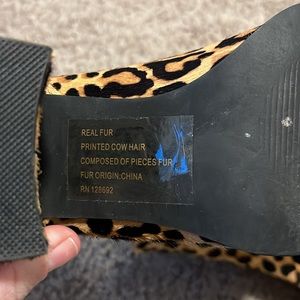 REAL FUR
PRINTED COW HAIR
COMPOSED OF PIECES FUR
FUR ORIGIN:CHINA
RN 128692